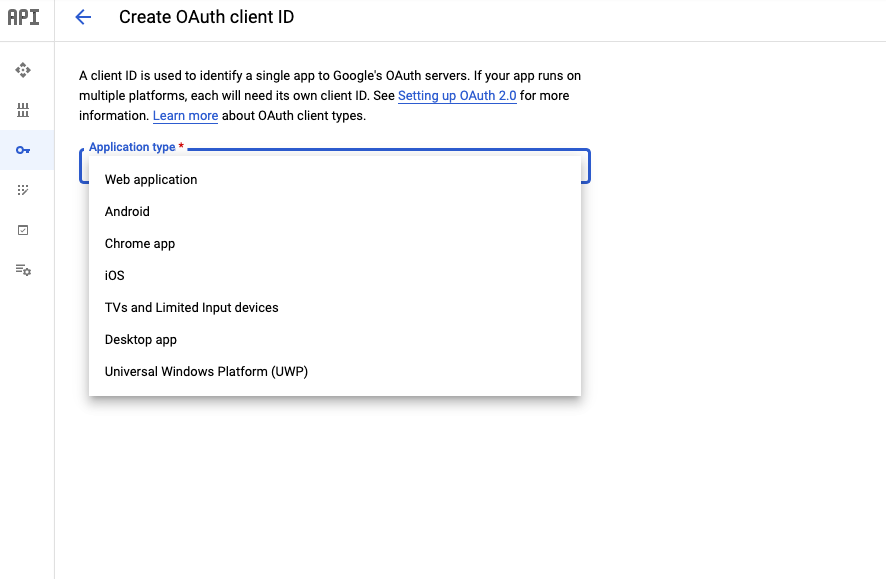 API
Create OAuth client ID
A client ID is used to identify a single app to Google's OAuth servers. If your app runs on
multiple platforms, each will need its own client ID. See Setting up OAuth 2.0 for more
information. Learn more about OAuth client types.
Application type *
Web application
Android
Chrome app
iOS
TVs and Limited Input devices
Desktop app
Universal Windows Platform (UWP)